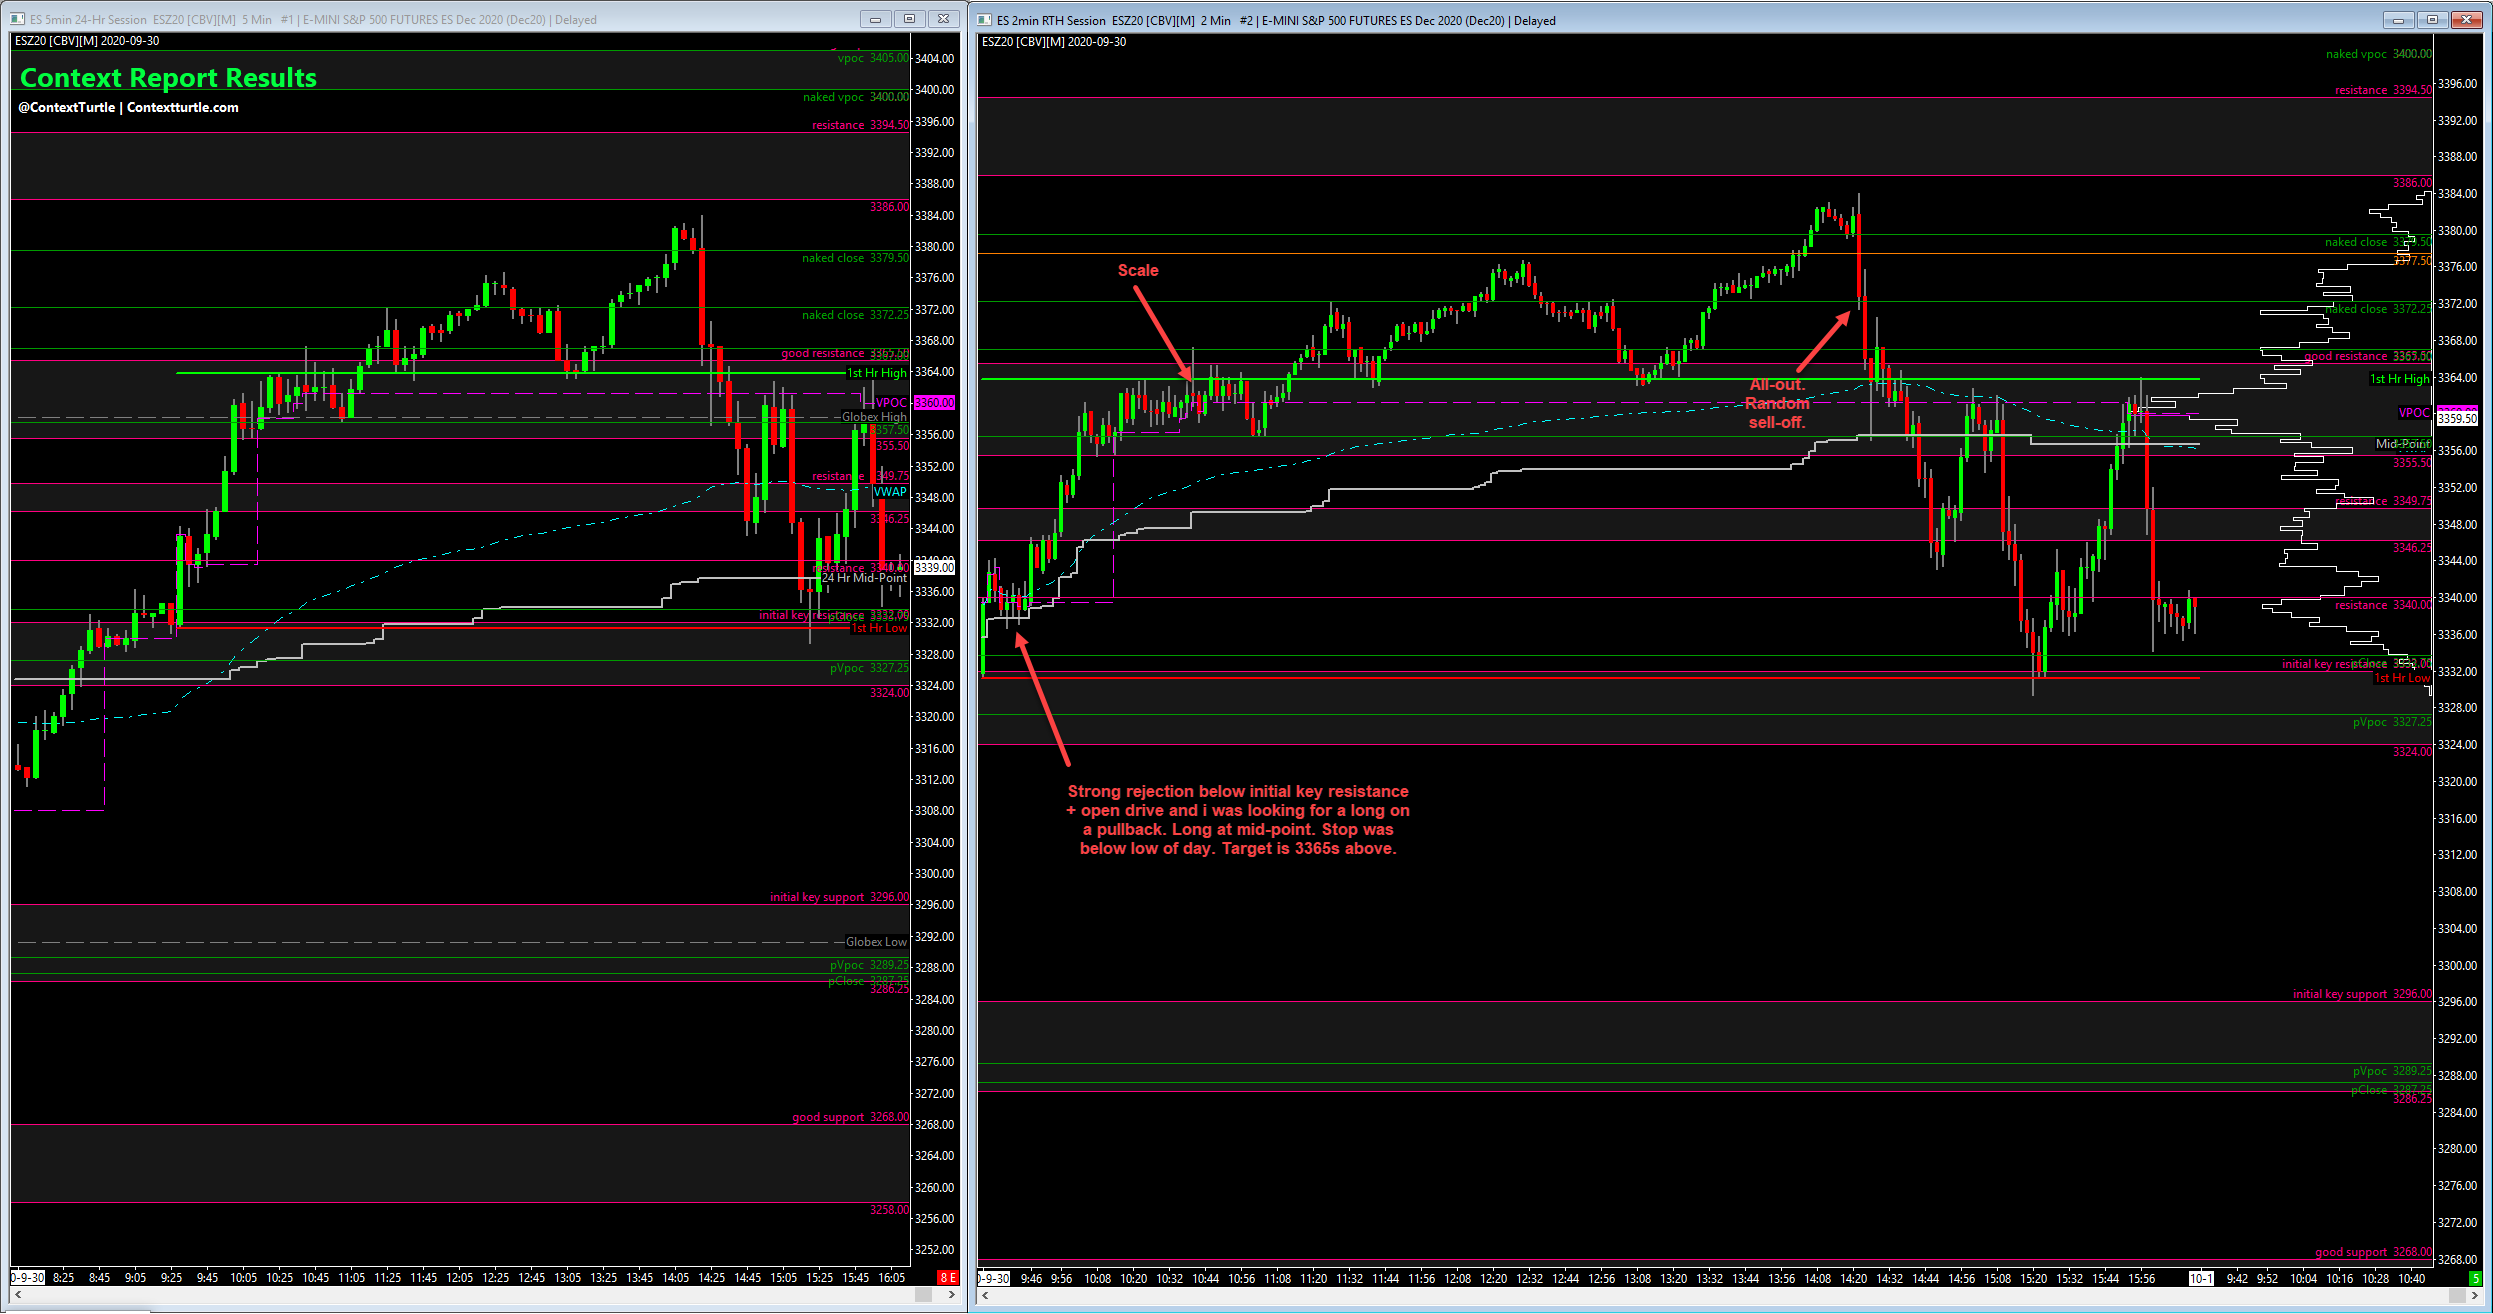 ES 5min 24-Hr Session ESZ20 [CBV][M] 5 Min #1 | E-MINI S&P 500 FUTURES ES Dec 2020 (Dec20) | Delayed
ESZ20 [CBV][M] 2020-09-30
Context Report Results
@ContextTurtle | Contextturtle.com
vpoc 3405.00
naked vpoc 3400.00
resistance 3394.50
3386.00
naked close 3379.50
naked close 3372.25
good resistance
1st Hr High
VPOC
Globex High
3357.50
3355.50
resistance 3349.75
VWAP
3346.25
resistance 3340.00
24 Hr Mid-Point
initial key resistance
1st Hr Low
pVpoc 3327.25
3324.00
initial key support 3296.00
Globex Low
pVpoc 3289.25
pClose 3287.25
3286.25
good support 3268.00
3258.00
3404.00
3400.00
3396.00
3392.00
3388.00
3384.00
3380.00
3376.00
3372.00
3368.00
3364.00
3360.00
3356.00
3352.00
3348.00
3344.00
3339.00
3336.00
3332.00
3328.00
3324.00
3320.00
3316.00
3312.00
3308.00
3304.00
3300.00
3296.00
3292.00
3288.00
3284.00
3280.00
3276.00
3272.00
3268.00
3264.00
3260.00
3256.00
3252.00
0-9-30 8:25 8:45 9:05 9:25 9:45 10:05 10:25 10:45 11:05 11:25 11:45 12:05 12:25 12:45 13:05 13:25 13:45 14:05 14:25 14:45 15:05 15:25 15:45 16:05 8 E
ES 2min RTH Session ESZ20 [CBV][M] 2 Min #2 | E-MINI S&P 500 FUTURES ES Dec 2020 (Dec20) | Delayed
ESZ20 [CBV][M] 2020-09-30
naked vpoc 3400.00
resistance 3394.50
3386.00
naked close 3379.50
3377.50
naked close 3372.25
good resistance
1st Hr High
VPOC
Mid-Point
3355.50
resistance 3349.75
3346.25
resistance 3340.00
initial key resistance
1st Hr Low
pVpoc 3327.25
3324.00
initial key support 3296.00
pVpoc 3289.25
pClose 3287.25
3286.25
good support 3268.00
Scale
All-out.
Random
sell-off.
Strong rejection below initial key resistance
+ open drive and i was looking for a long on
a pullback. Long at mid-point. Stop was
below low of day. Target is 3365s above.
3396.00
3392.00
3388.00
3384.00
3380.00
3376.00
3372.00
3368.00
3364.00
3359.50
3356.00
3352.00
3348.00
3344.00
3340.00
3336.00
3332.00
3328.00
3324.00
3320.00
3316.00
3312.00
3308.00
3304.00
3300.00
3296.00
3292.00
3288.00
3284.00
3280.00
3276.00
3272.00
3268.00
0-9-30 9:46 9:56 10:08 10:20 10:32 10:44 10:56 11:08 11:20 11:32 11:44 11:56 12:08 12:20 12:32 12:44 12:56 13:08 13:20 13:32 13:44 13:56 14:08 14:20 14:32 14:44 14:56 15:08 15:20 15:32 15:44 15:56 10-1 9:42 9:52 10:04 10:16 10:28 10:40 5